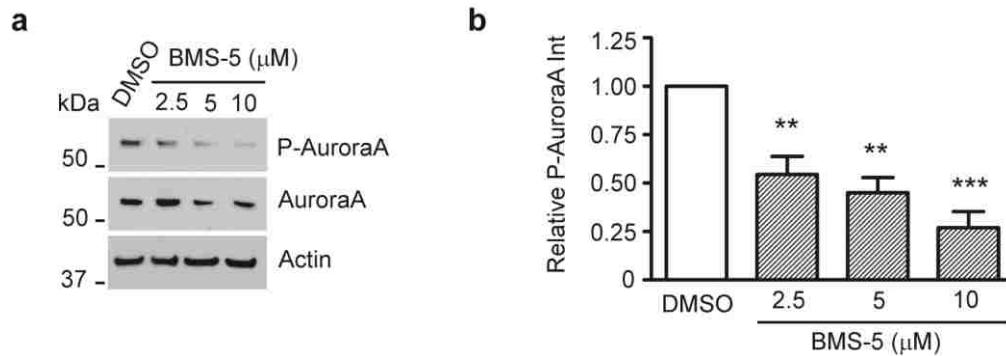 a
DMSO
BMS-5 (μM)
kDa
2.5 5 10
50
P-AuroraA
50
AuroraA
37
Actin
b
Relative P-AuroraA Int
1.25
1.00
0.75
0.50
0.25
0
**
**
***
DMSO
2.5
5
10
BMS-5 (μM)